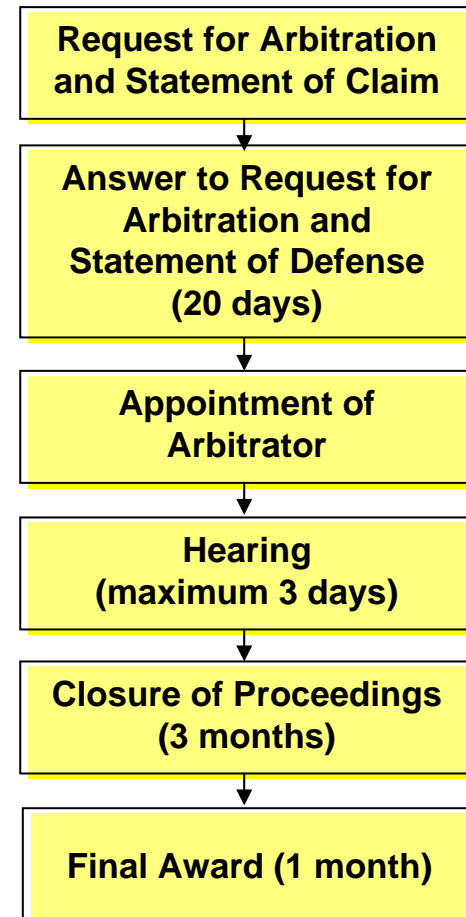 Request for Arbitration
and Statement of Claim
Answer to Request for
Arbitration and
Statement of Defense
(20 days)
Appointment of
Arbitrator
Hearing
(maximum 3 days)
Closure of Proceedings
(3 months)
Final Award (1 month)